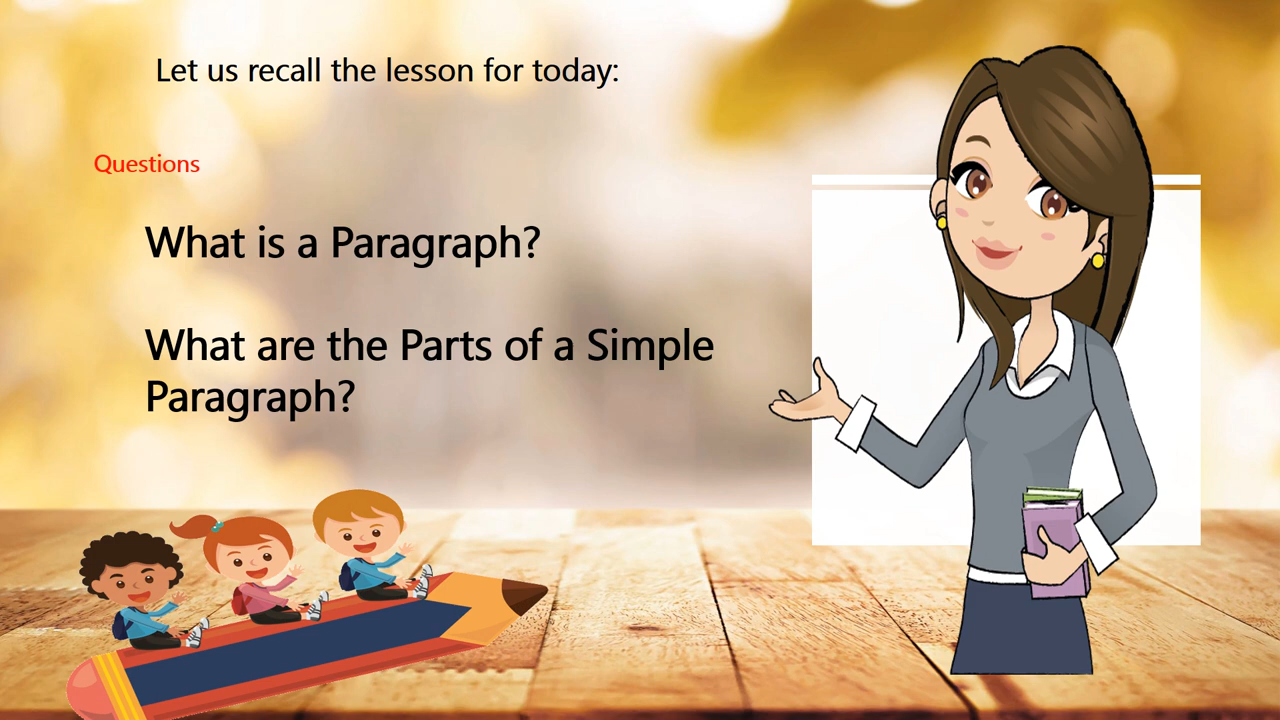 Let us recall the lesson for today:
Questions
What is a Paragraph?
What are the Parts of a Simple
Paragraph?